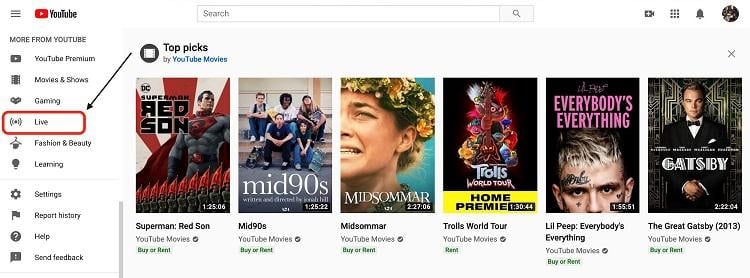 YouTube
Search
MORE FROM YOUTUBE
YouTube Premium
Movies & Shows
Gaming
Live
Fashion & Beauty
Learning
Settings
Report history
Help
Send feedback
Top picks
by YouTube Movies
SUPERMAN
RED
SON
1:25:06
Superman: Red Son
YouTube Movies
Buy or Rent
mid90s
written and directed by jonah hill
1:25:22
Mid90s
YouTube Movies
Buy or Rent
MIDSOMMAR
2:27:06
Midsommar
YouTube Movies
Buy or Rent
Trolls
WORLD TOUR
HOME
PREMIE
1:30:44
Trolls World Tour
YouTube Movies
Rent
LIL PEEP:
EVERYBODY'S
EVERYTHING
1:55:51
Lil Peep: Everybody's
Everything
YouTube Movies
Buy or Rent
GATSBY
2:22:04
The Great Gatsby (2013)
YouTube Movies
Buy or Rent